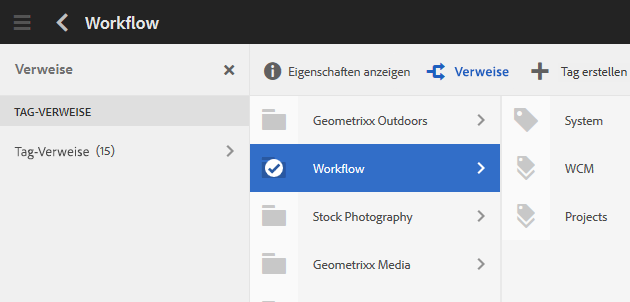 Workflow
Verweise
Eigenschaften anzeigen
Verweise
Tag erstellen
TAG-VERWEISE
Tag-Verweise (15)
Geometrixx Outdoors
Workflow
Stock Photography
Geometrixx Media
System
WCM
Projects